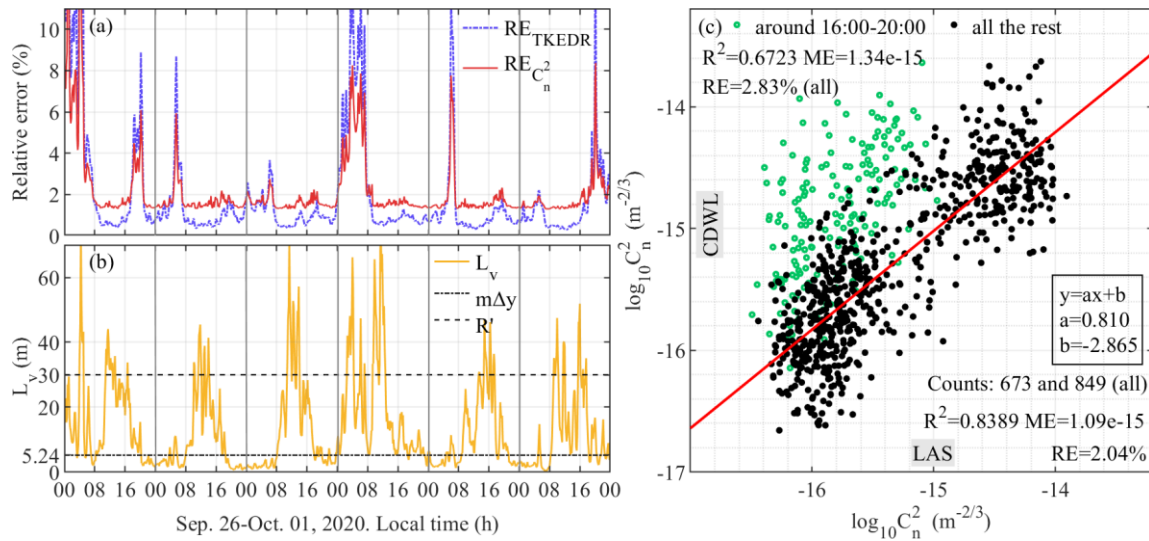 (a)
RE_TKEDR
RE_C_n^2
Relative error (%)
10
8
6
4
2
0
(b)
L_v
mΔy
R'
L_v (m)
60
40
30
20
5.24
0
00 08 16 00 08 16 00 08 16 00 08 16 00 08 16 00 08 16 00
Sep. 26-Oct. 01, 2020. Local time (h)
(c) around 16:00-20:00 all the rest
R^2=0.6723 ME=1.34e-15
RE=2.83% (all)
log_10C_n^2 (m^-2/3)
CDWL
-14
-15
-16
-17
y=ax+b
a=0.810
b=-2.865
Counts: 673 and 849 (all)
R^2=0.8389 ME=1.09e-15
LAS RE=2.04%
-16 -15 -14
log_10C_n^2 (m^-2/3)